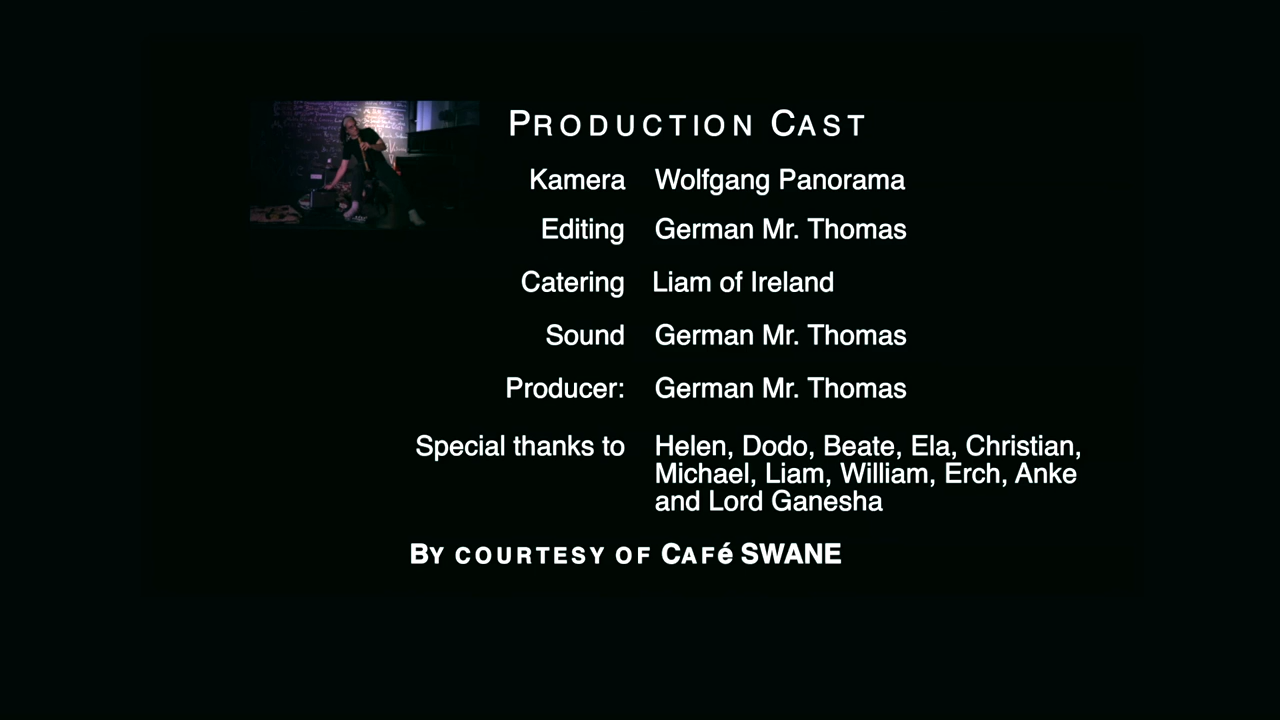 PRODUCTION CAST
Kamera Wolfgang Panorama
Editing German Mr. Thomas
Catering Liam of Ireland
Sound German Mr. Thomas
Producer: German Mr. Thomas
Special thanks to Helen, Dodo, Beate, Ela, Christian,
Michael, Liam, William, Erch, Anke
and Lord Ganesha
BY COURTESY OF CAFé SWANE